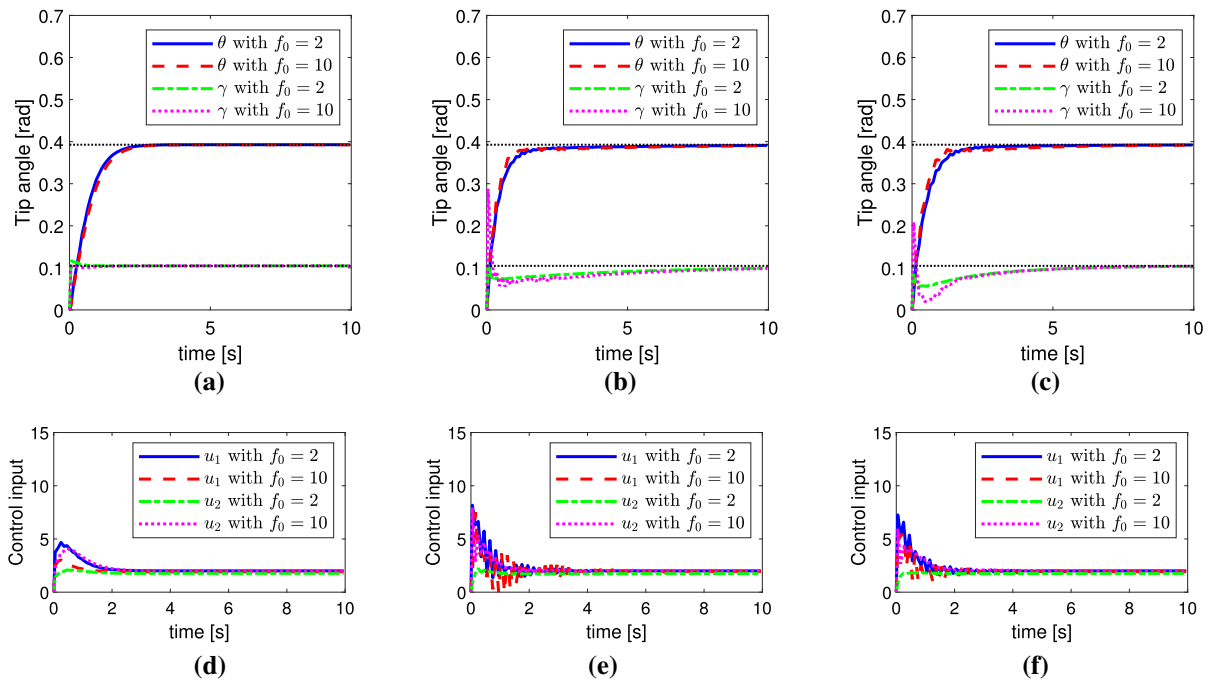 0.7
0.6
0.5
0.4
0.3
0.2
0.1
0
Tip angle [rad]
θ with f₀ = 2
θ with f₀ = 10
γ with f₀ = 2
γ with f₀ = 10
0 5 10
time [s]
(a)
0.7
0.6
0.5
0.4
0.3
0.2
0.1
0
Tip angle [rad]
θ with f₀ = 2
θ with f₀ = 10
γ with f₀ = 2
γ with f₀ = 10
0 5 10
time [s]
(b)
0.7
0.6
0.5
0.4
0.3
0.2
0.1
0
Tip angle [rad]
θ with f₀ = 2
θ with f₀ = 10
γ with f₀ = 2
γ with f₀ = 10
0 5 10
time [s]
(c)
15
10
5
0
Control input
u₁ with f₀ = 2
u₁ with f₀ = 10
u₂ with f₀ = 2
u₂ with f₀ = 10
0 2 4 6 8 10
time [s]
(d)
15
10
5
0
Control input
u₁ with f₀ = 2
u₁ with f₀ = 10
u₂ with f₀ = 2
u₂ with f₀ = 10
0 2 4 6 8 10
time [s]
(e)
15
10
5
0
Control input
u₁ with f₀ = 2
u₁ with f₀ = 10
u₂ with f₀ = 2
u₂ with f₀ = 10
0 2 4 6 8 10
time [s]
(f)